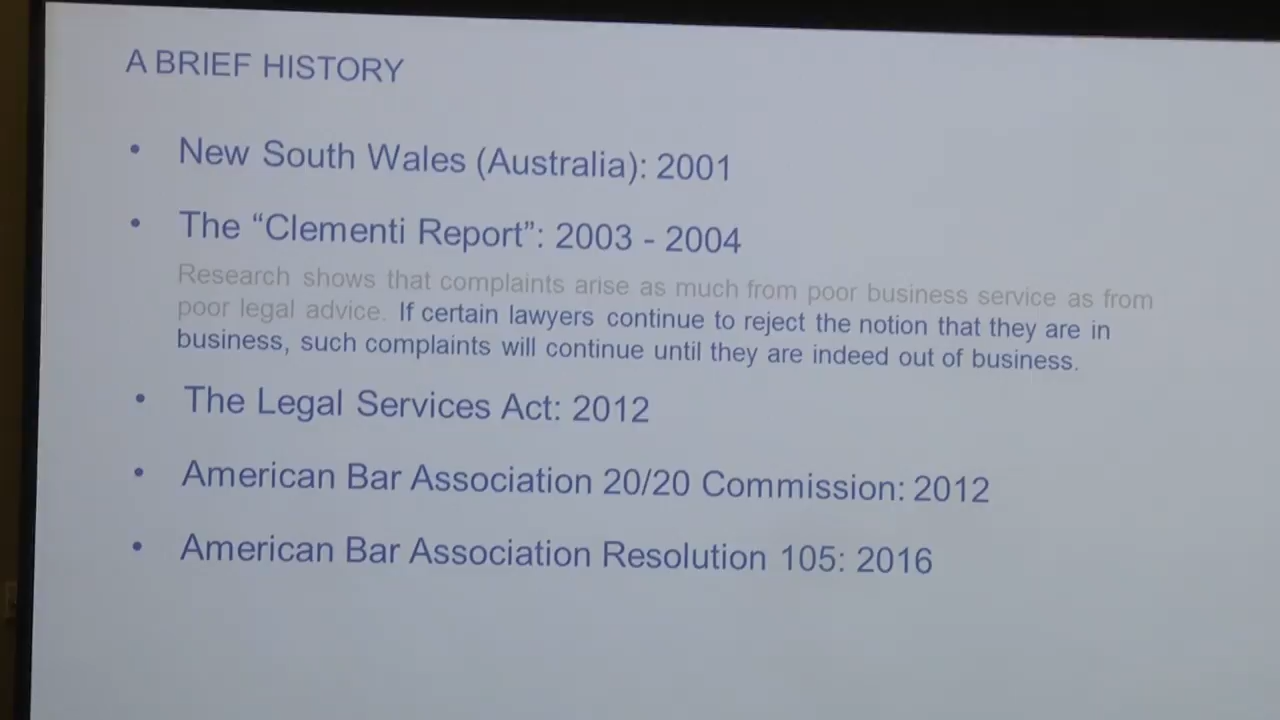 A BRIEF HISTORY
• New South Wales (Australia): 2001
• The “Clementi Report”: 2003 - 2004
Research shows that complaints arise as much from poor business service as from
poor legal advice. If certain lawyers continue to reject the notion that they are in
business, such complaints will continue until they are indeed out of business.
• The Legal Services Act: 2012
• American Bar Association 20/20 Commission: 2012
• American Bar Association Resolution 105: 2016